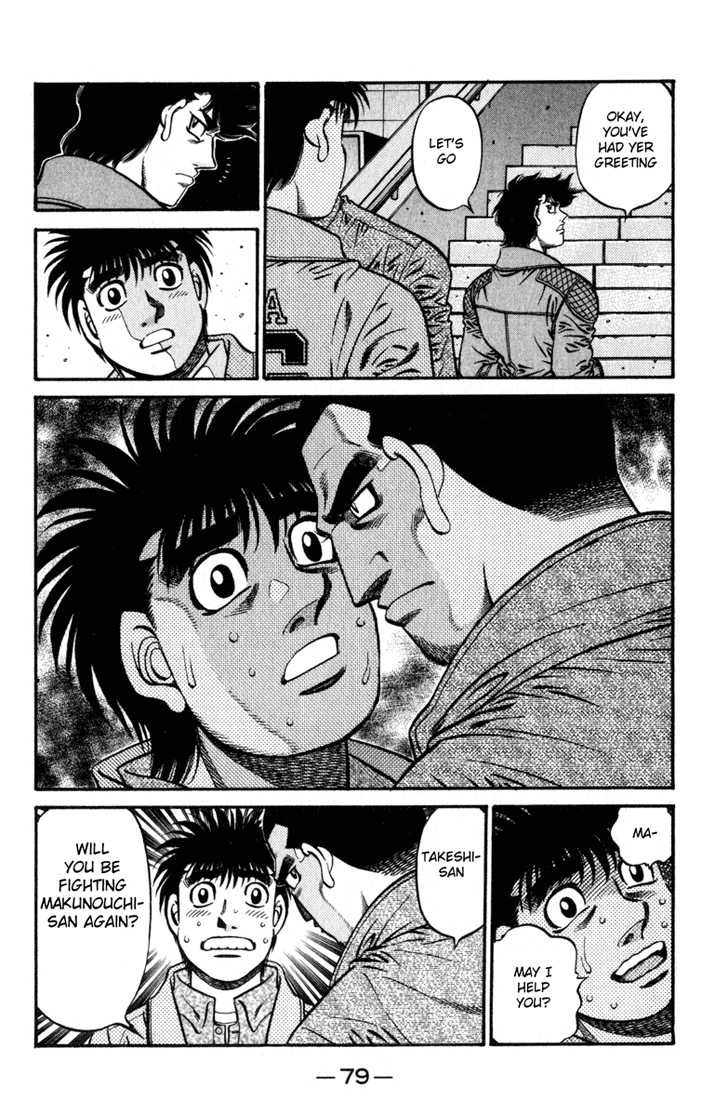 OKAY,
YOU'VE
HAD YER
GREETING
LET'S
GO
A
MA-
MAY I
HELP
YOU?
TAKESHI-
SAN
WILL
YOU BE
FIGHTING
MAKUNOUCHI-
SAN AGAIN?
— 79 —